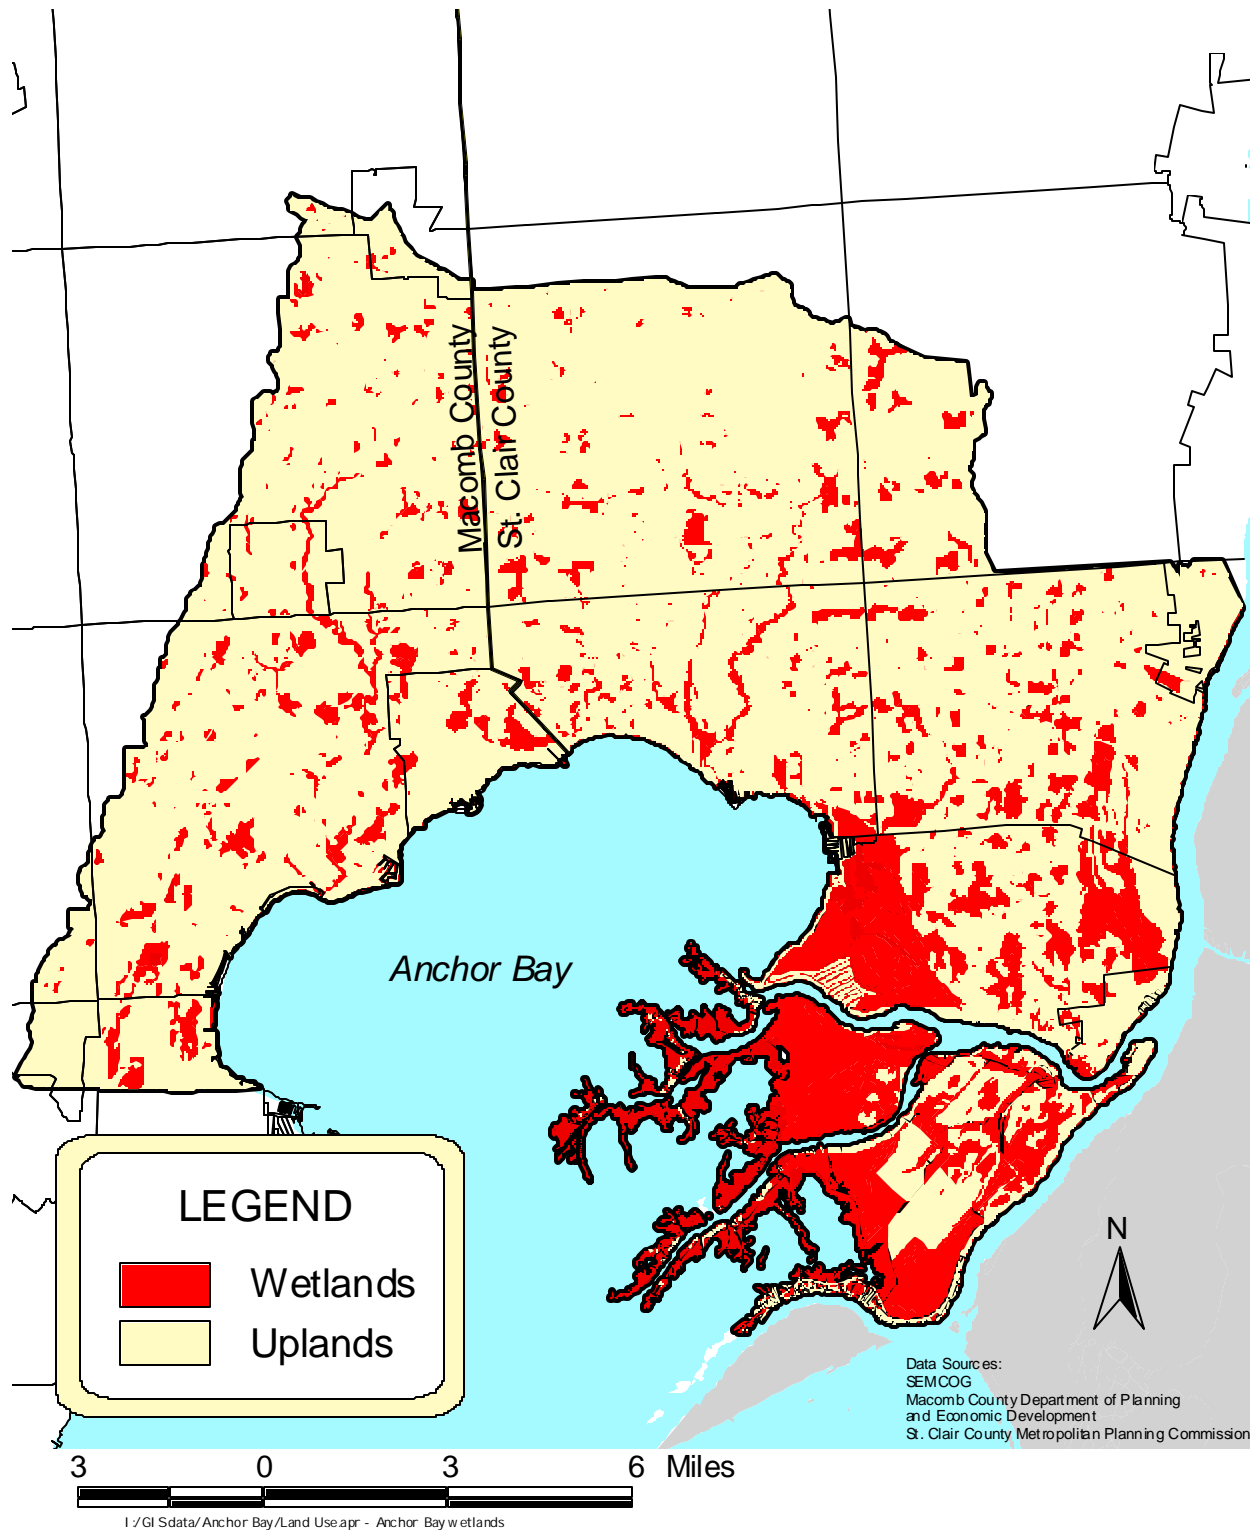 Macomb County
St. Clair County
Anchor Bay
LEGEND
Wetlands
Uplands
N
Data Sources:
SEMCOG
Macomb County Department of Planning
and Economic Development
St. Clair County Metropolitan Planning Commission
3 0 3 6 Miles
I:/GISdata/Anchor Bay/Land Use.apr - Anchor Bay wetlands